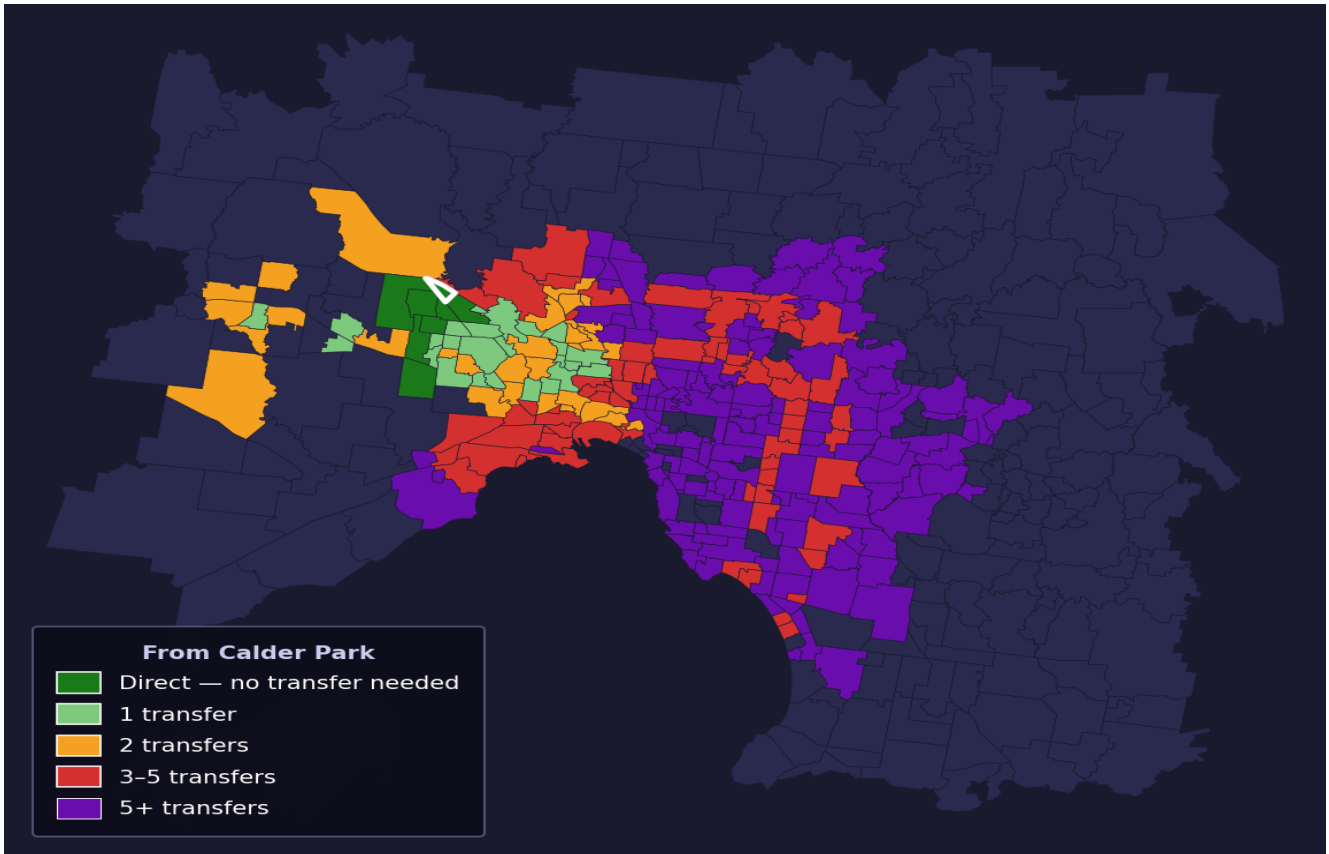 From Calder Park
Direct — no transfer needed
1 transfer
2 transfers
3–5 transfers
5+ transfers